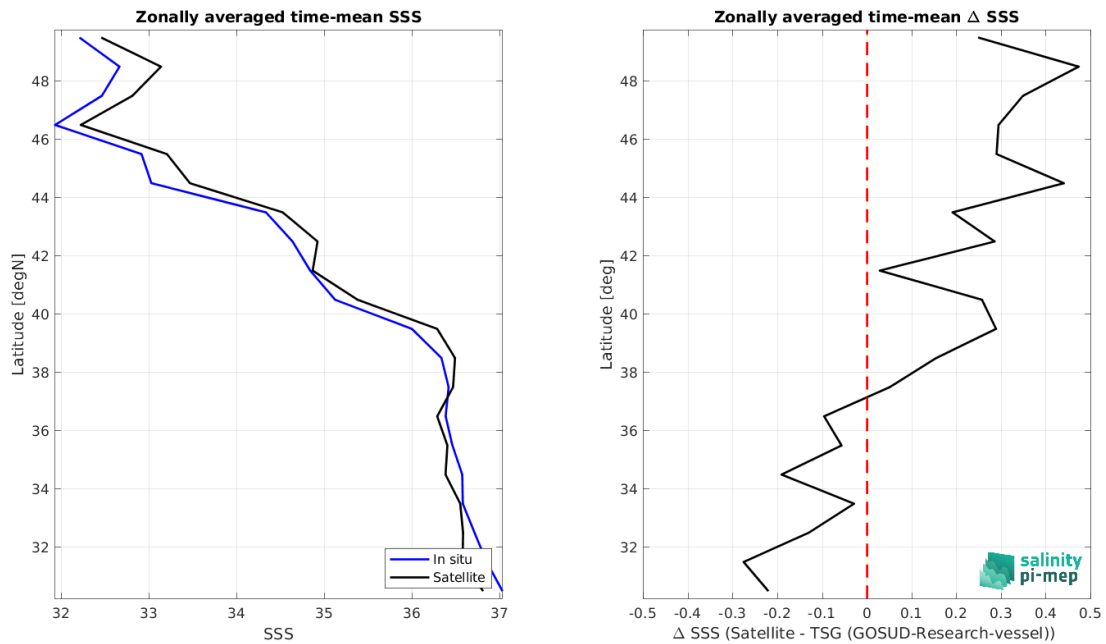 Zonally averaged time-mean SSS
Latitude [degN]
48
46
44
42
40
38
36
34
32
32 33 34 35 36 37
SSS
In situ
Satellite
Zonally averaged time-mean Δ SSS
Latitude [deg]
48
46
44
42
40
38
36
34
32
-0.5 -0.4 -0.3 -0.2 -0.1 0 0.1 0.2 0.3 0.4 0.5
Δ SSS (Satellite - TSG (GOSUD-Research-vessel))
salinity
pi-mep